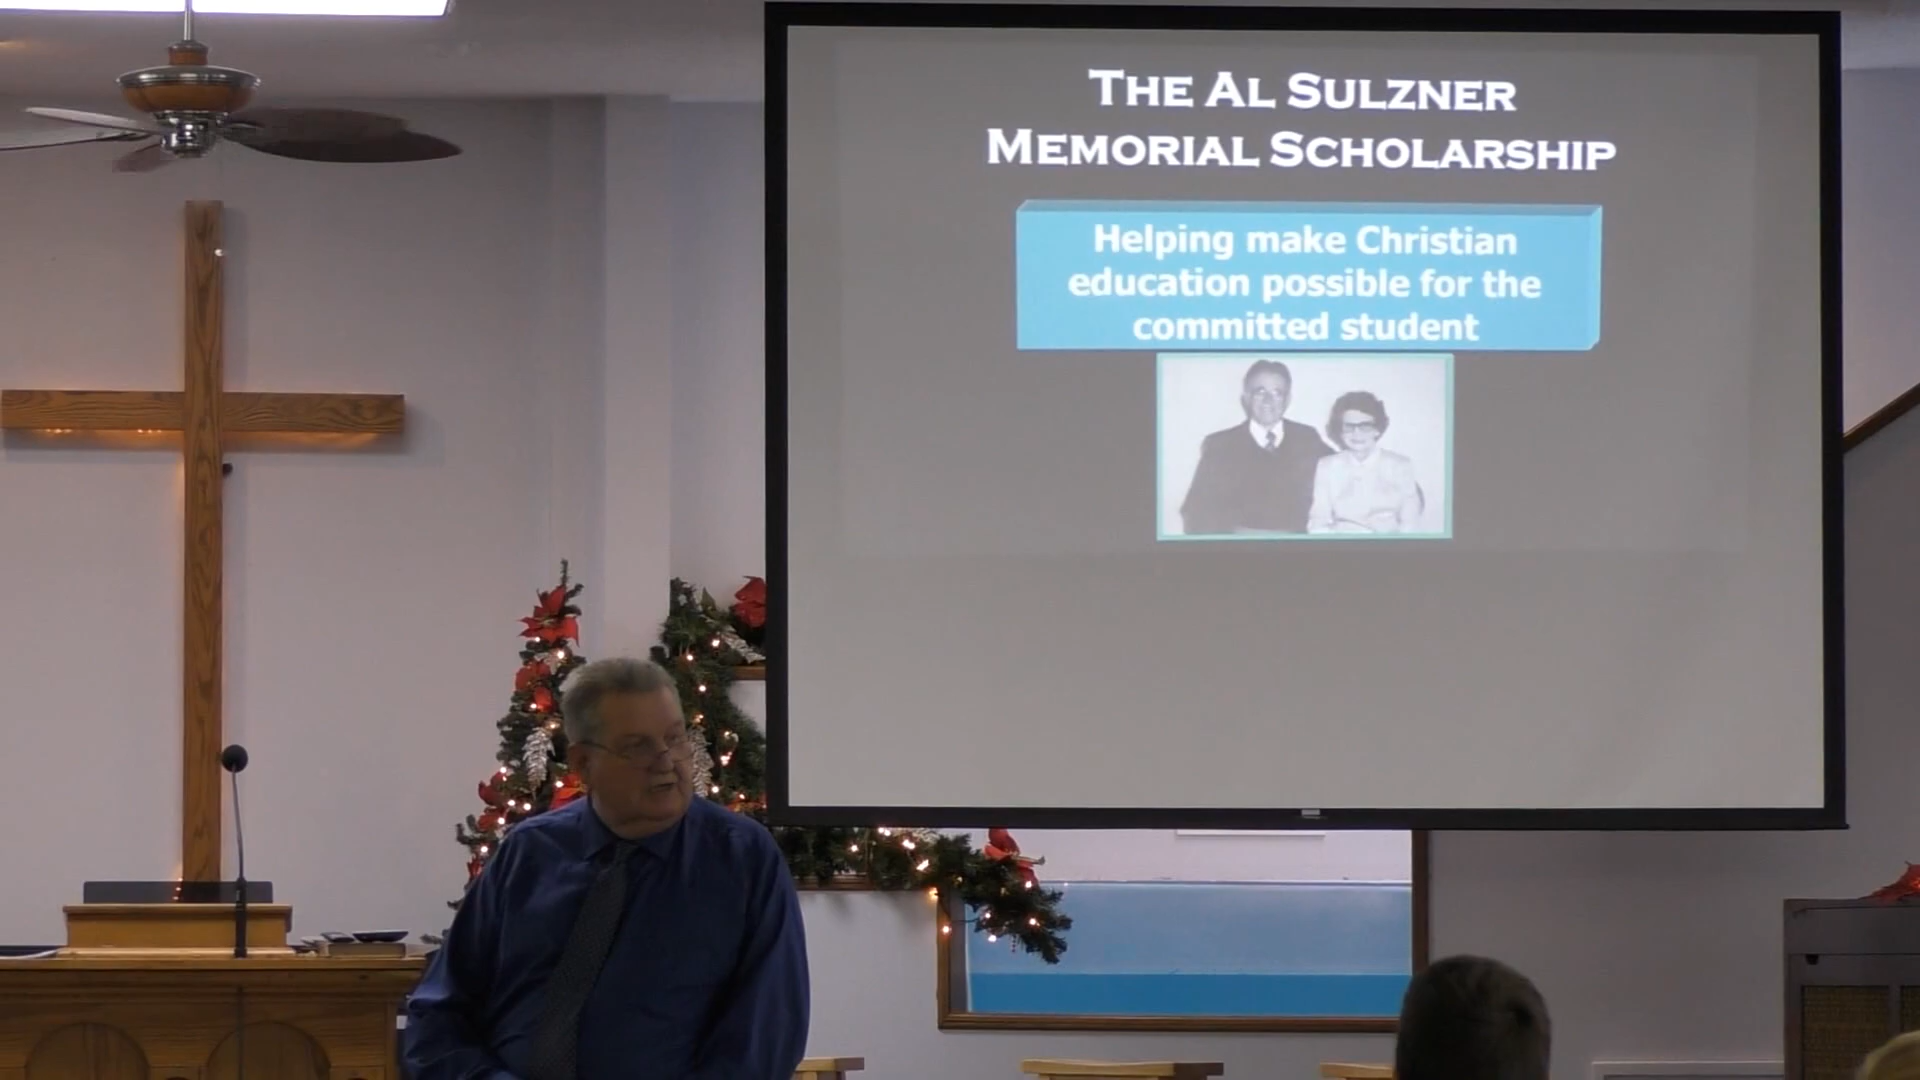 The Al Sulzner
Memorial Scholarship
Helping make Christian
education possible for the
committed student